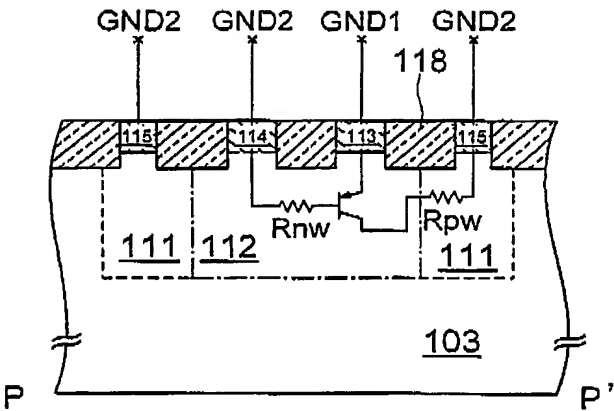 GND2 GND2 GND1 GND2
118
115 114 113 115
Rnw Rpw
111 112 111
103
P P'